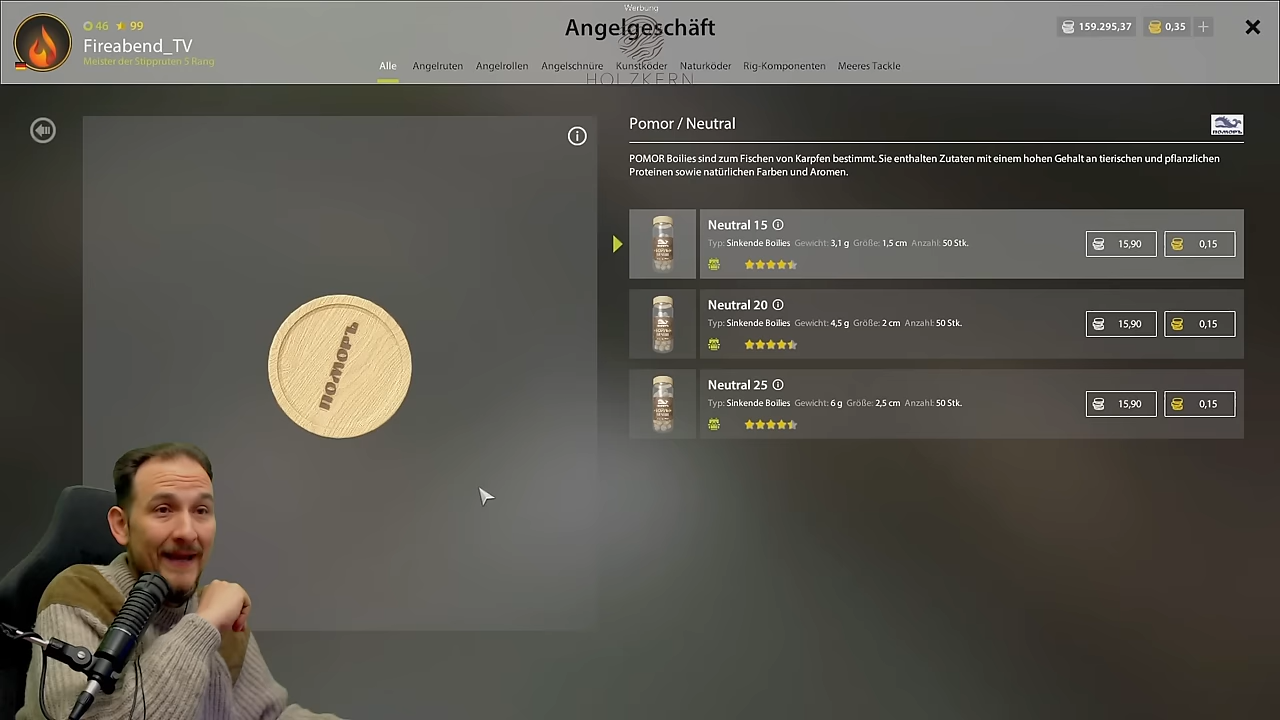 Werbung
46 99
Fireabend_TV
Meister der Stippruten 5 Rang
Angelgeschäft
HOLZKERN
159.295,37
0,35
Alle Angelruten Angelrollen Angelschnüre Kunstköder Naturköder Rig-Komponenten Meeres Tackle
Pomor / Neutral
ПОМОРЪ
POMOR Boilies sind zum Fischen von Karpfen bestimmt. Sie enthalten Zutaten mit einem hohen Gehalt an tierischen und pflanzlichen
Proteinen sowie natürlichen Farben und Aromen.
Neutral 15
Typ: Sinkende Boilies Gewicht: 3,1 g Größe: 1,5 cm Anzahl: 50 Stk.
15,90 0,15
Neutral 20
Typ: Sinkende Boilies Gewicht: 4,5 g Größe: 2 cm Anzahl: 50 Stk.
15,90 0,15
Neutral 25
Typ: Sinkende Boilies Gewicht: 6 g Größe: 2,5 cm Anzahl: 50 Stk.
15,90 0,15
ПОМОРЪ